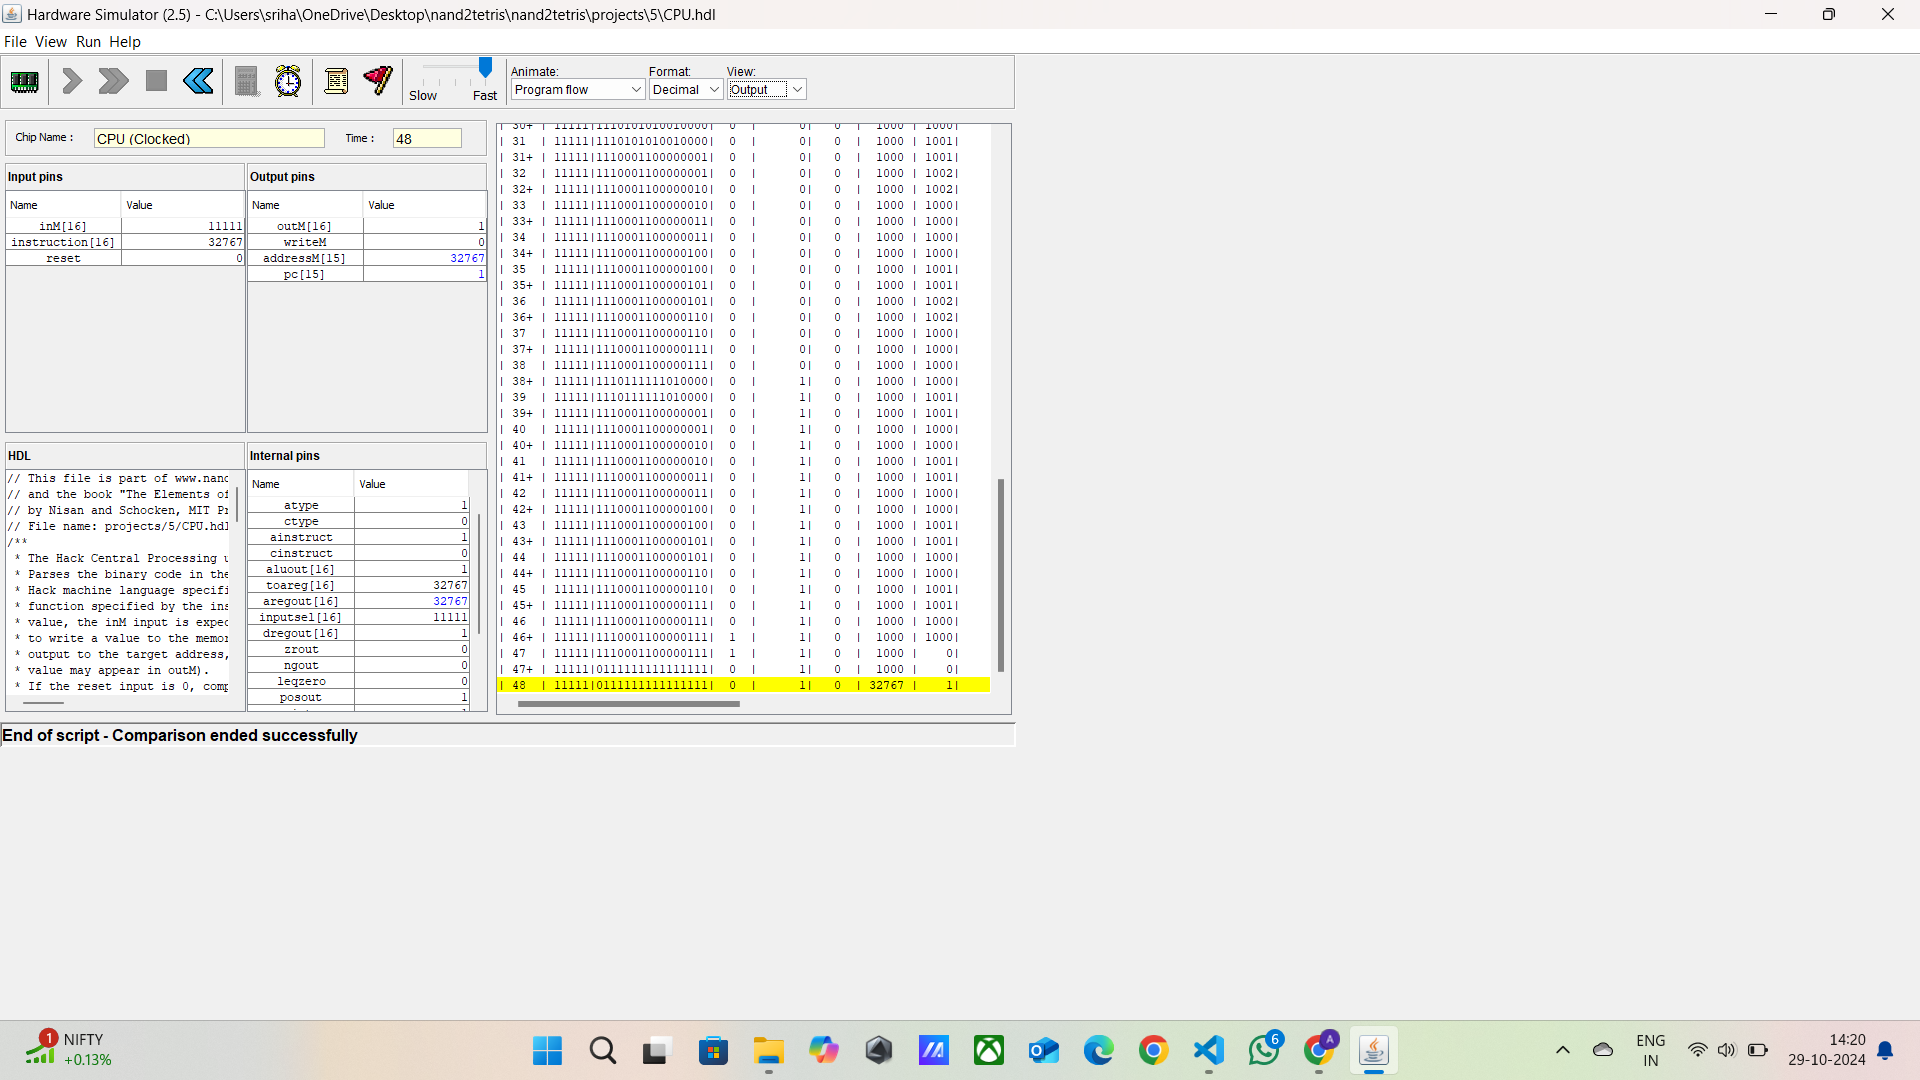 Hardware Simulator (2.5) - C:\Users\sriha\OneDrive\Desktop\nand2tetris\nand2tetris\projects\5\CPU.hdl
File View Run Help
Slow Fast
Animate: Format: View:
Program flow Decimal Output
Chip Name : CPU (Clocked) Time : 48
Input pins
Name Value
inM[16] 11111
instruction[16] 32767
reset 0
Output pins
Name Value
outM[16] 1
writeM 0
addressM[15] 32767
pc[15] 1
HDL
// This file is part of www.nand
// and the book "The Elements of
// by Nisan and Schocken, MIT Pr
// File name: projects/5/CPU.hdl
/**
* The Hack Central Processing u
* Parses the binary code in the
* Hack machine language specifi
* function specified by the ins
* value, the inM input is expec
* to write a value to the memor
* output to the target address,
* value may appear in outM).
* If the reset input is 0, comp
Internal pins
Name Value
atype 1
ctype 0
ainstruct 1
cinstruct 0
aluout[16] 1
toareg[16] 32767
aregout[16] 32767
inputsel[16] 11111
dregout[16] 1
zrout 0
ngout 0
leqzero 0
posout 1
| 30+ | 11111|1110101010010000| 0 | 0| 0 | 1000 | 1000|
| 31 | 11111|1110101010010000| 0 | 0| 0 | 1000 | 1001|
| 31+ | 11111|1110001100000001| 0 | 0| 0 | 1000 | 1001|
| 32 | 11111|1110001100000001| 0 | 0| 0 | 1000 | 1002|
| 32+ | 11111|1110001100000010| 0 | 0| 0 | 1000 | 1002|
| 33 | 11111|1110001100000010| 0 | 0| 0 | 1000 | 1000|
| 33+ | 11111|1110001100000011| 0 | 0| 0 | 1000 | 1000|
| 34 | 11111|1110001100000011| 0 | 0| 0 | 1000 | 1000|
| 34+ | 11111|1110001100000100| 0 | 0| 0 | 1000 | 1000|
| 35 | 11111|1110001100000100| 0 | 0| 0 | 1000 | 1001|
| 35+ | 11111|1110001100000101| 0 | 0| 0 | 1000 | 1001|
| 36 | 11111|1110001100000101| 0 | 0| 0 | 1000 | 1002|
| 36+ | 11111|1110001100000110| 0 | 0| 0 | 1000 | 1002|
| 37 | 11111|1110001100000110| 0 | 0| 0 | 1000 | 1000|
| 37+ | 11111|1110001100000111| 0 | 0| 0 | 1000 | 1000|
| 38 | 11111|1110001100000111| 0 | 0| 0 | 1000 | 1000|
| 38+ | 11111|1110111111010000| 0 | 1| 0 | 1000 | 1000|
| 39 | 11111|1110111111010000| 0 | 1| 0 | 1000 | 1001|
| 39+ | 11111|1110001100000001| 0 | 1| 0 | 1000 | 1001|
| 40 | 11111|1110001100000001| 0 | 1| 0 | 1000 | 1000|
| 40+ | 11111|1110001100000010| 0 | 1| 0 | 1000 | 1000|
| 41 | 11111|1110001100000010| 0 | 1| 0 | 1000 | 1001|
| 41+ | 11111|1110001100000011| 0 | 1| 0 | 1000 | 1001|
| 42 | 11111|1110001100000011| 0 | 1| 0 | 1000 | 1000|
| 42+ | 11111|1110001100000100| 0 | 1| 0 | 1000 | 1000|
| 43 | 11111|1110001100000100| 0 | 1| 0 | 1000 | 1001|
| 43+ | 11111|1110001100000101| 0 | 1| 0 | 1000 | 1001|
| 44 | 11111|1110001100000101| 0 | 1| 0 | 1000 | 1000|
| 44+ | 11111|1110001100000110| 0 | 1| 0 | 1000 | 1000|
| 45 | 11111|1110001100000110| 0 | 1| 0 | 1000 | 1001|
| 45+ | 11111|1110001100000111| 0 | 1| 0 | 1000 | 1001|
| 46 | 11111|1110001100000111| 0 | 1| 0 | 1000 | 1000|
| 46+ | 11111|1110001100000111| 1 | 1| 0 | 1000 | 1000|
| 47 | 11111|1110001100000111| 1 | 1| 0 | 1000 | 0|
| 47+ | 11111|0111111111111111| 0 | 1| 0 | 1000 | 0|
| 48 | 11111|0111111111111111| 0 | 1| 0 | 32767 | 1|
End of script - Comparison ended successfully
1 NIFTY
+0.13%
6
A
ENG
IN
14:20
29-10-2024